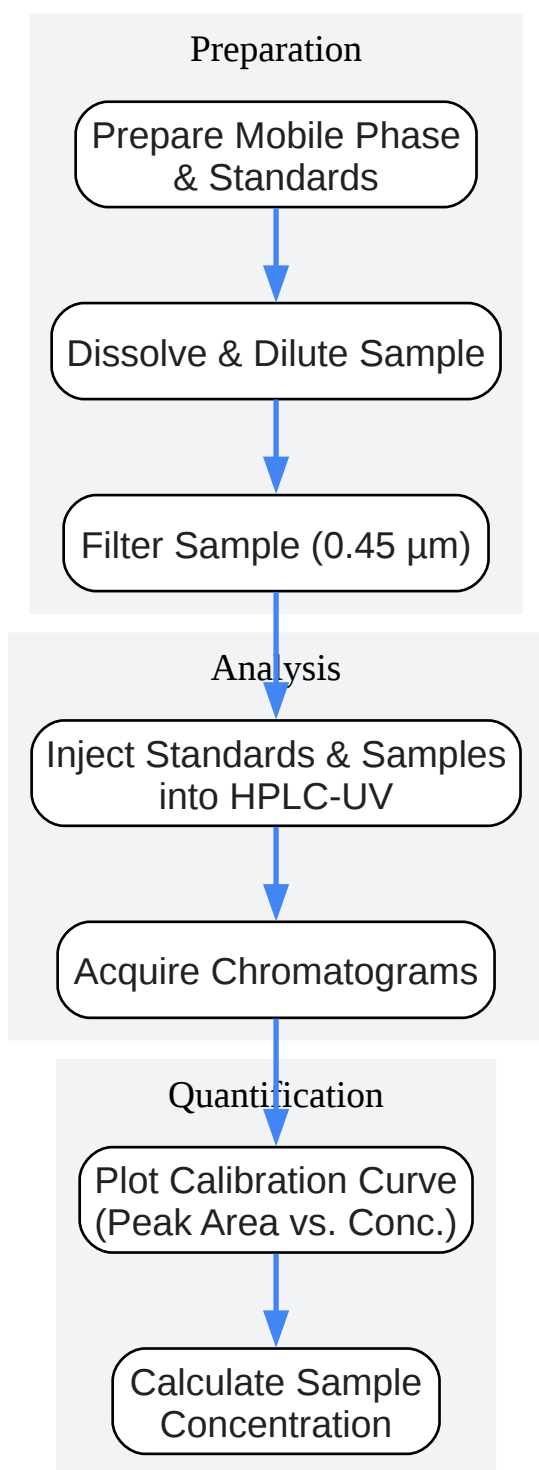 Preparation
Prepare Mobile Phase
& Standards
Dissolve & Dilute Sample
Filter Sample (0.45 µm)
Analysis
Inject Standards & Samples
into HPLC-UV
Acquire Chromatograms
Quantification
Plot Calibration Curve
(Peak Area vs. Conc.)
Calculate Sample
Concentration